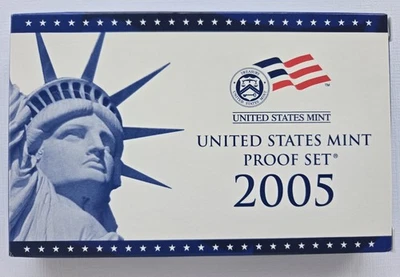 UNITED STATES MINT
UNITED STATES MINT
PROOF SET®
2005